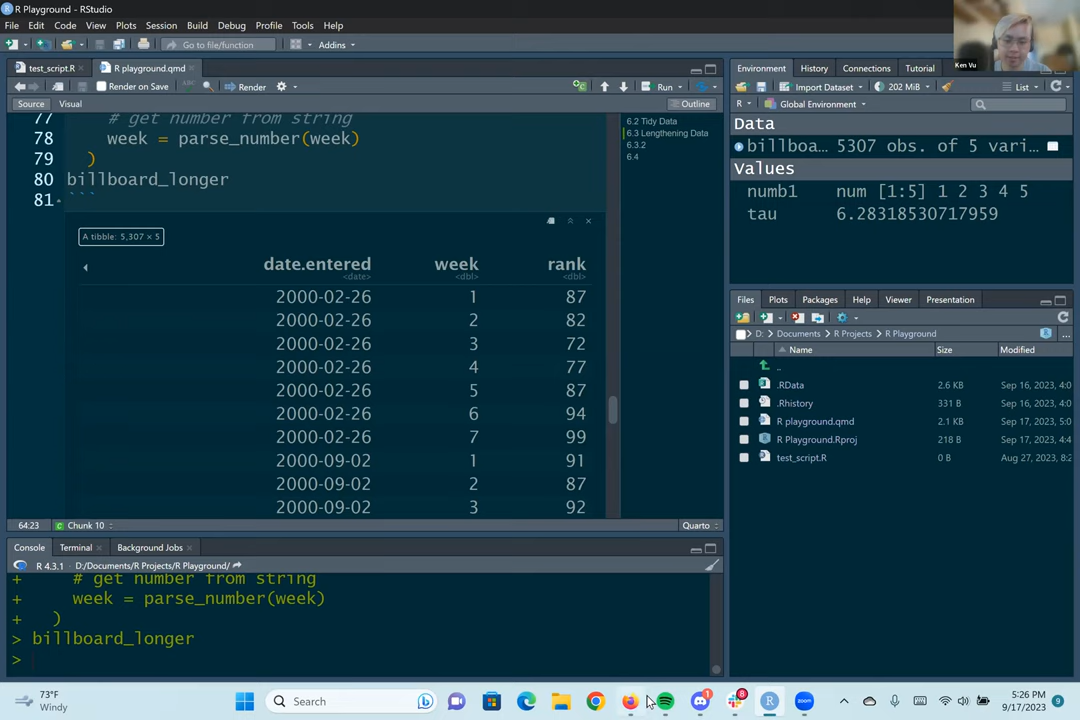 R Playground - RStudio
File Edit Code View Plots Session Build Debug Profile Tools Help
Go to file/function Addins
test_script.R R playground.qmd
Render on Save ABC Render Run
Source Visual Outline
77 # get number from string
78 week = parse_number(week)
79 )
80 billboard_longer
81 ```
A tibble: 5,307 × 5
date.entered week rank
<date> <dbl> <dbl>
2000-02-26 1 87
2000-02-26 2 82
2000-02-26 3 72
2000-02-26 4 77
2000-02-26 5 87
2000-02-26 6 94
2000-02-26 7 99
2000-09-02 1 91
2000-09-02 2 87
2000-09-02 3 92
6.2 Tidy Data
6.3 Lengthening Data
6.3.2
6.4
64:23 Chunk 10 Quarto
Console Terminal Background Jobs
R 4.3.1 · D:/Documents/R Projects/R Playground/
+ # get number from string
+ week = parse_number(week)
+ )
> billboard_longer
>
Ken Vu
Environment History Connections Tutorial
Import Dataset 202 MiB List
R Global Environment
Data
billboa... 5307 obs. of 5 vari...
Values
numb1 num [1:5] 1 2 3 4 5
tau 6.28318530717959
Files Plots Packages Help Viewer Presentation
D: Documents R Projects R Playground ...
Name Size Modified
..
.RData 2.6 KB Sep 16, 2023, 4:0
.Rhistory 331 B Sep 16, 2023, 4:0
R playground.qmd 2.1 KB Sep 17, 2023, 5:0
R Playground.Rproj 218 B Sep 17, 2023, 4:4
test_script.R 0 B Aug 27, 2023, 8:2
73°F
Windy
Search
1
8
zoom
5:26 PM
9/17/2023
9